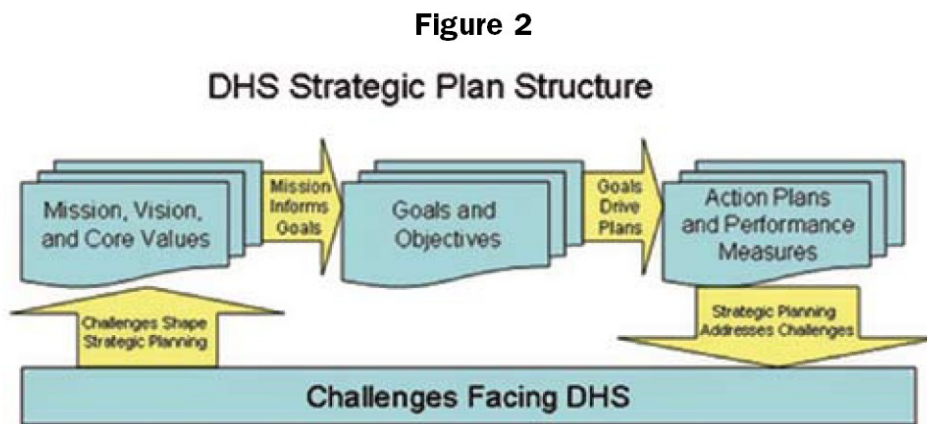 Figure 2
DHS Strategic Plan Structure
Mission, Vision,
and Core Values
Mission
Informs
Goals
Goals and
Objectives
Goals
Drive
Plans
Action Plans
and Performance
Measures
Challenges Shape
Strategic Planning
Strategic Planning
Addresses Challenges
Challenges Facing DHS